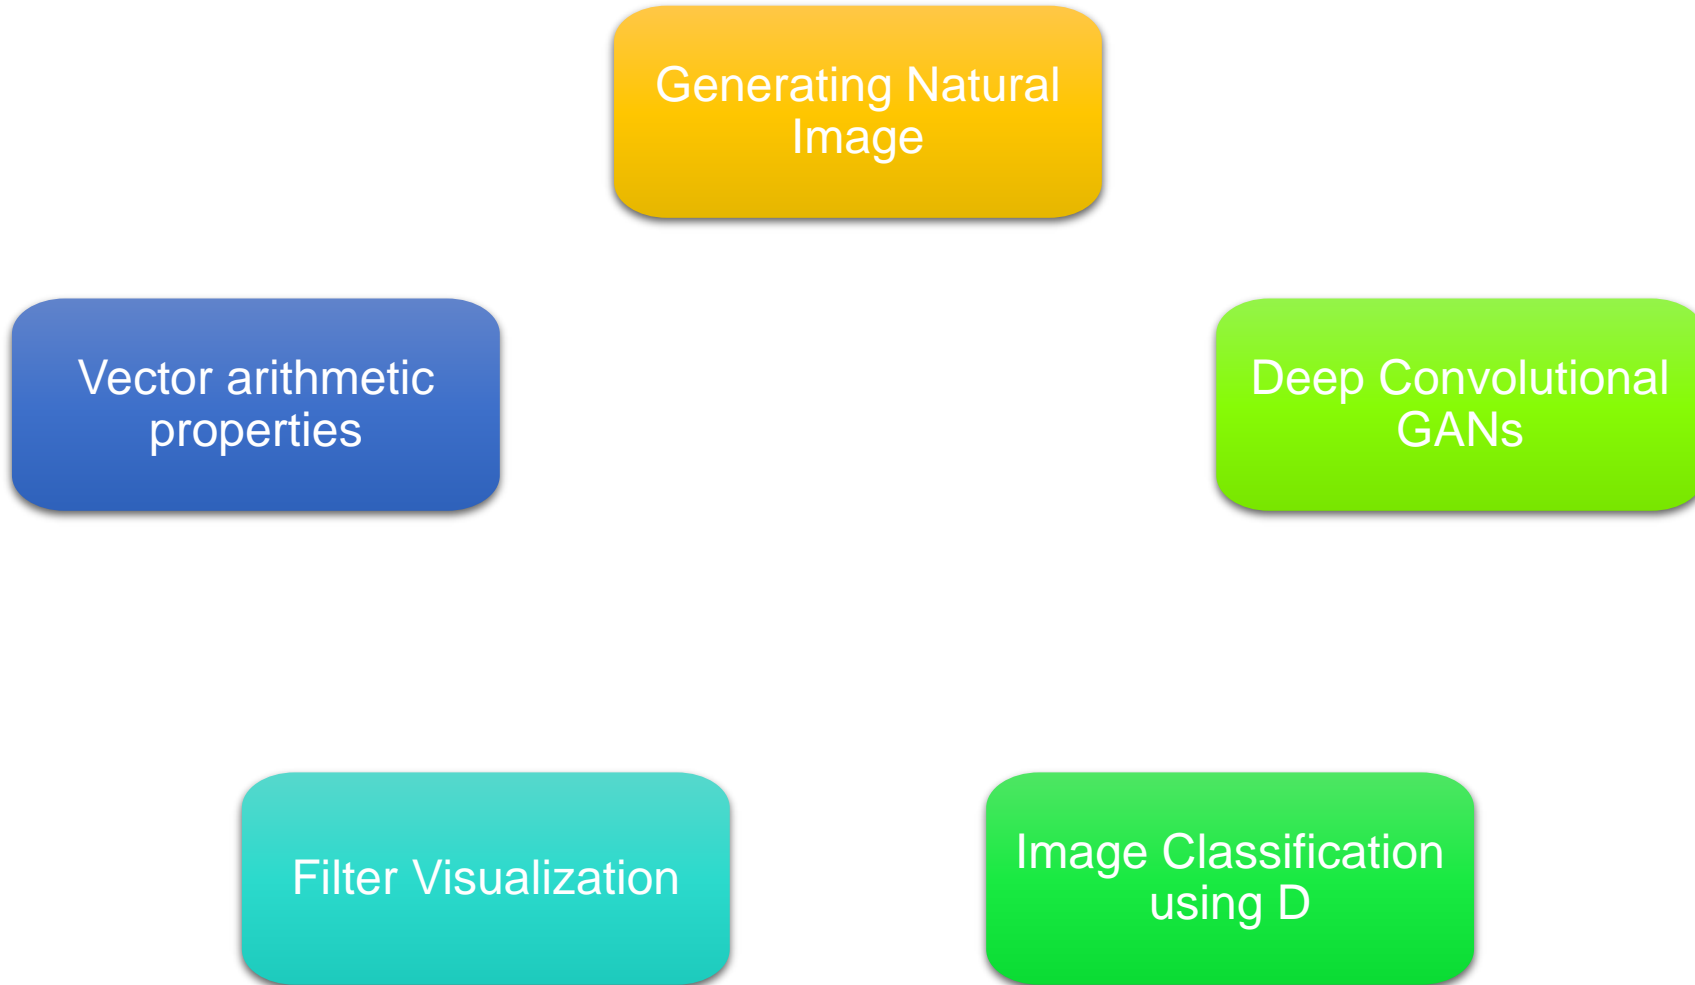 Generating Natural
Image
Vector arithmetic
properties
Deep Convolutional
GANs
Filter Visualization
Image Classification
using D